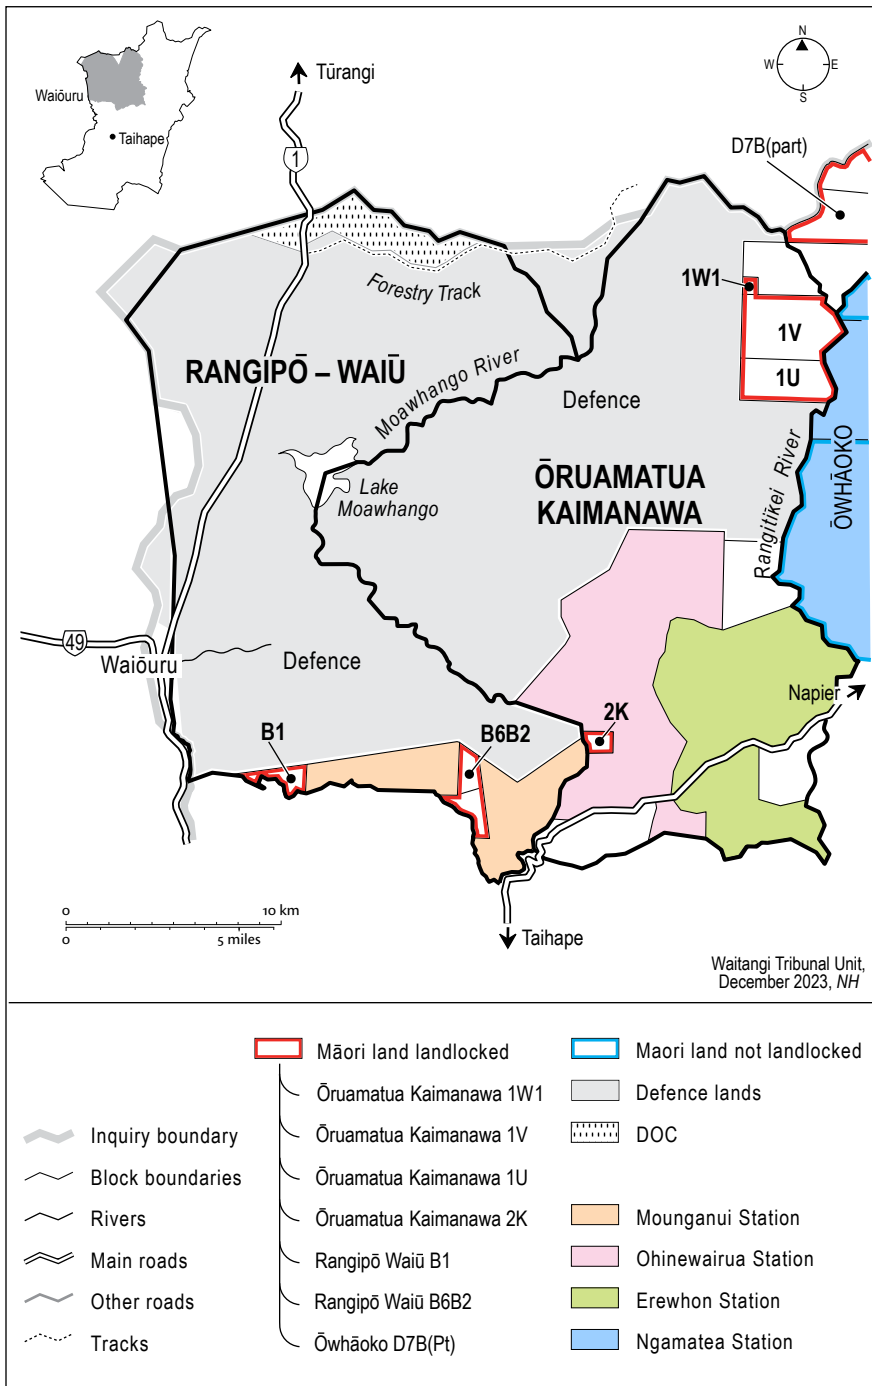 Waiōuru
Taihape
Tūrangi
N
W
E
S
1
D7B(part)
1W1
Forestry Track
1V
RANGIPŌ – WAIŪ
Moawhango River
1U
Defence
Lake
Moawhango
ŌRUAMATUA
KAIMANAWA
Rangitīkei River
ŌWHĀOKO
49
Waiōuru
Defence
Napier
B1
B6B2
2K
0 10 km
0 5 miles
Taihape
Waitangi Tribunal Unit,
December 2023, NH
Inquiry boundary
Block boundaries
Rivers
Main roads
Other roads
Tracks
Māori land landlocked
Ōruamatua Kaimanawa 1W1
Ōruamatua Kaimanawa 1V
Ōruamatua Kaimanawa 1U
Ōruamatua Kaimanawa 2K
Rangipō Waiū B1
Rangipō Waiū B6B2
Ōwhāoko D7B(Pt)
Maori land not landlocked
Defence lands
DOC
Mounganui Station
Ohinewairua Station
Erewhon Station
Ngamatea Station